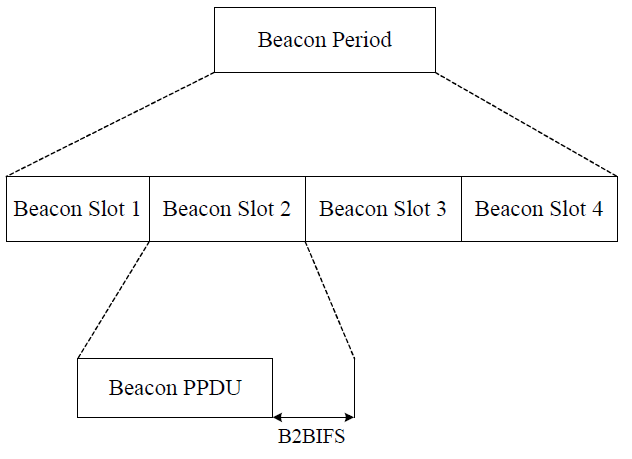 Beacon Period
Beacon Slot 1
Beacon Slot 2
Beacon Slot 3
Beacon Slot 4
Beacon PPDU
B2BIFS